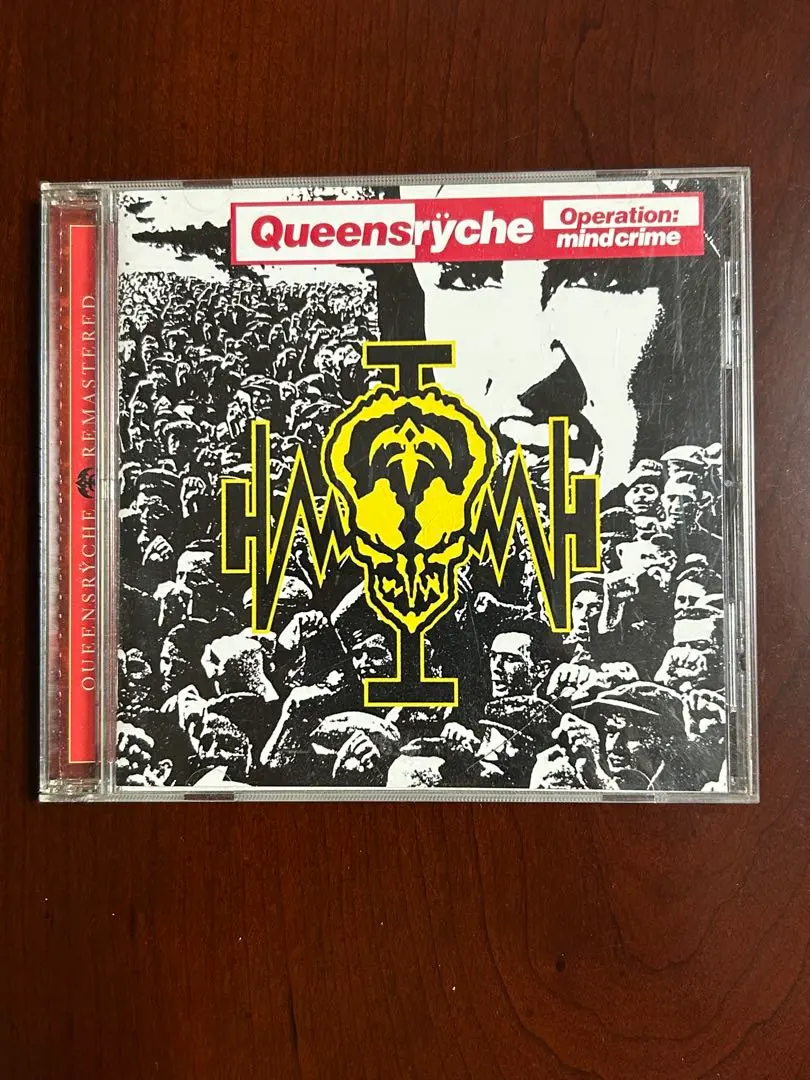 Queensrÿche
Operation:
mindcrime
QUEENSRŸCHE REMASTERED